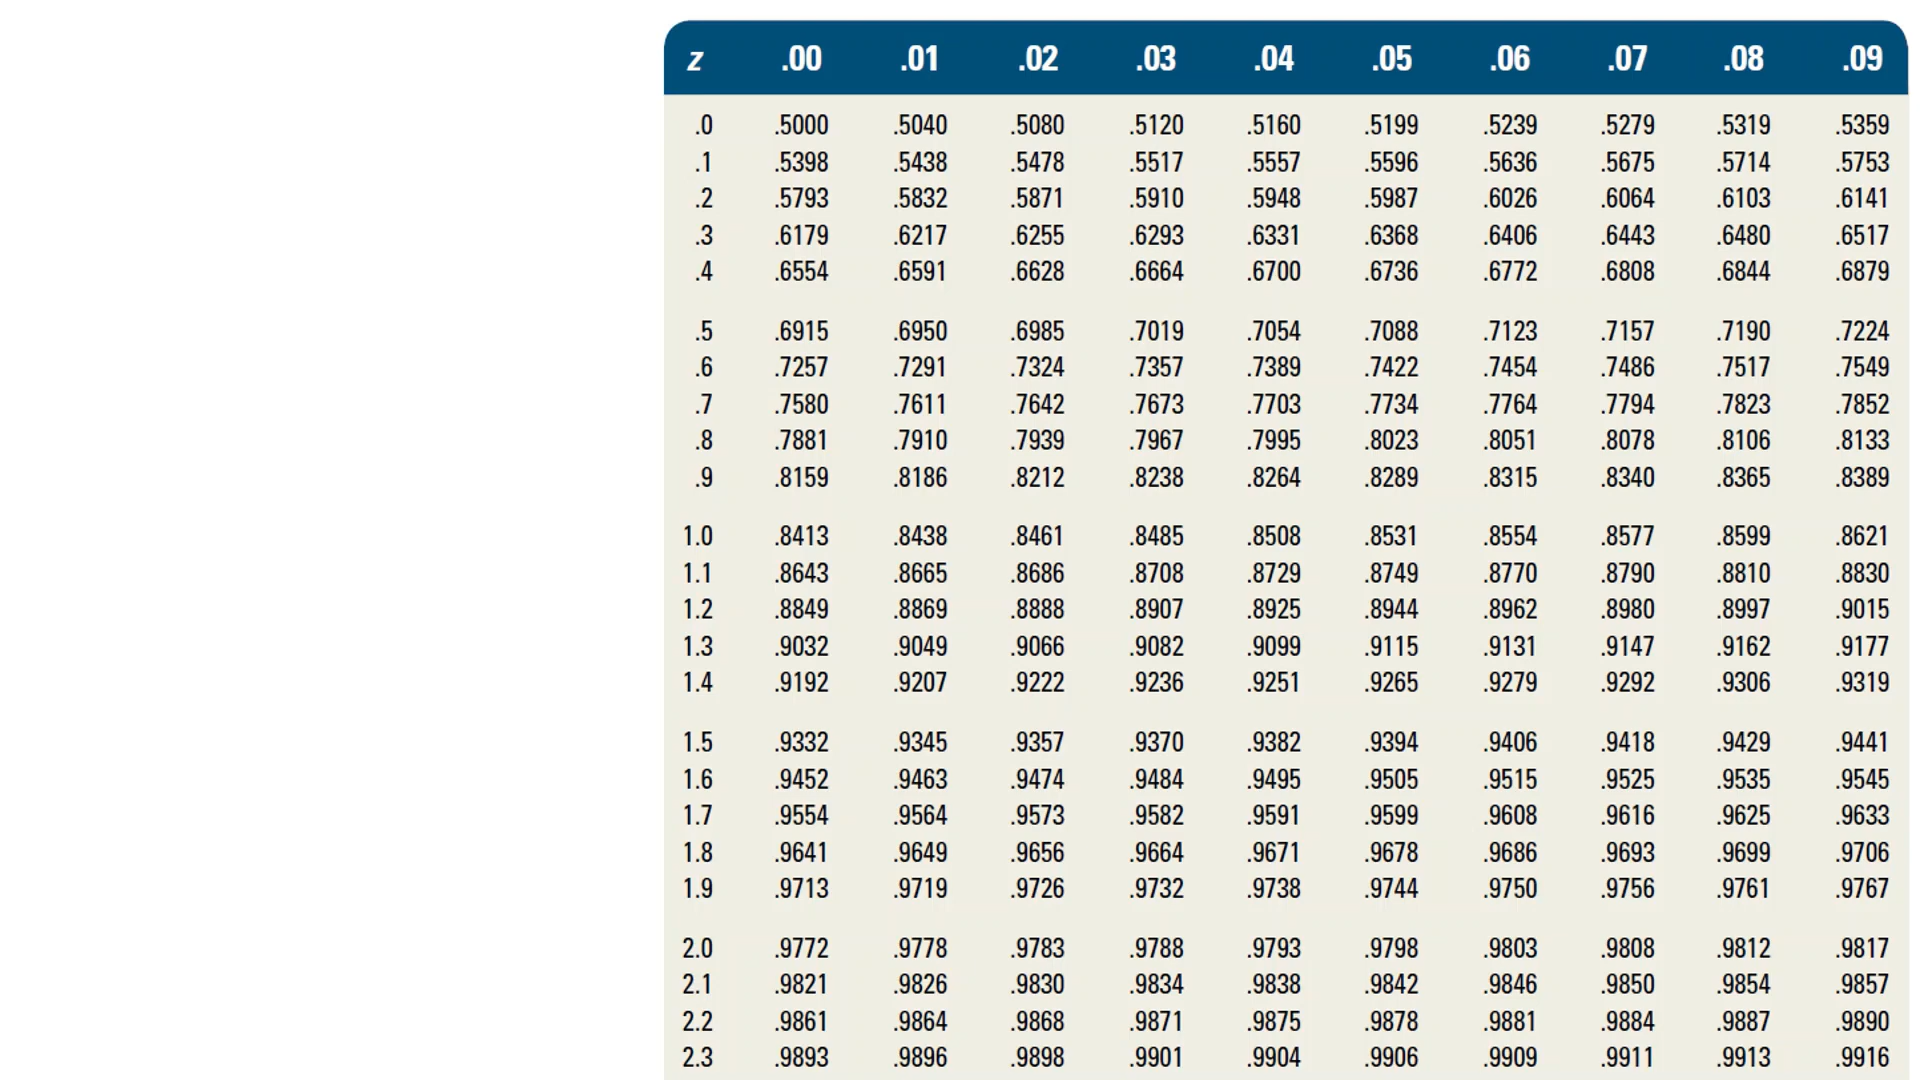 z .00 .01 .02 .03 .04 .05 .06 .07 .08 .09
.0 .5000 .5040 .5080 .5120 .5160 .5199 .5239 .5279 .5319 .5359
.1 .5398 .5438 .5478 .5517 .5557 .5596 .5636 .5675 .5714 .5753
.2 .5793 .5832 .5871 .5910 .5948 .5987 .6026 .6064 .6103 .6141
.3 .6179 .6217 .6255 .6293 .6331 .6368 .6406 .6443 .6480 .6517
.4 .6554 .6591 .6628 .6664 .6700 .6736 .6772 .6808 .6844 .6879
.5 .6915 .6950 .6985 .7019 .7054 .7088 .7123 .7157 .7190 .7224
.6 .7257 .7291 .7324 .7357 .7389 .7422 .7454 .7486 .7517 .7549
.7 .7580 .7611 .7642 .7673 .7703 .7734 .7764 .7794 .7823 .7852
.8 .7881 .7910 .7939 .7967 .7995 .8023 .8051 .8078 .8106 .8133
.9 .8159 .8186 .8212 .8238 .8264 .8289 .8315 .8340 .8365 .8389
1.0 .8413 .8438 .8461 .8485 .8508 .8531 .8554 .8577 .8599 .8621
1.1 .8643 .8665 .8686 .8708 .8729 .8749 .8770 .8790 .8810 .8830
1.2 .8849 .8869 .8888 .8907 .8925 .8944 .8962 .8980 .8997 .9015
1.3 .9032 .9049 .9066 .9082 .9099 .9115 .9131 .9147 .9162 .9177
1.4 .9192 .9207 .9222 .9236 .9251 .9265 .9279 .9292 .9306 .9319
1.5 .9332 .9345 .9357 .9370 .9382 .9394 .9406 .9418 .9429 .9441
1.6 .9452 .9463 .9474 .9484 .9495 .9505 .9515 .9525 .9535 .9545
1.7 .9554 .9564 .9573 .9582 .9591 .9599 .9608 .9616 .9625 .9633
1.8 .9641 .9649 .9656 .9664 .9671 .9678 .9686 .9693 .9699 .9706
1.9 .9713 .9719 .9726 .9732 .9738 .9744 .9750 .9756 .9761 .9767
2.0 .9772 .9778 .9783 .9788 .9793 .9798 .9803 .9808 .9812 .9817
2.1 .9821 .9826 .9830 .9834 .9838 .9842 .9846 .9850 .9854 .9857
2.2 .9861 .9864 .9868 .9871 .9875 .9878 .9881 .9884 .9887 .9890
2.3 .9893 .9896 .9898 .9901 .9904 .9906 .9909 .9911 .9913 .9916